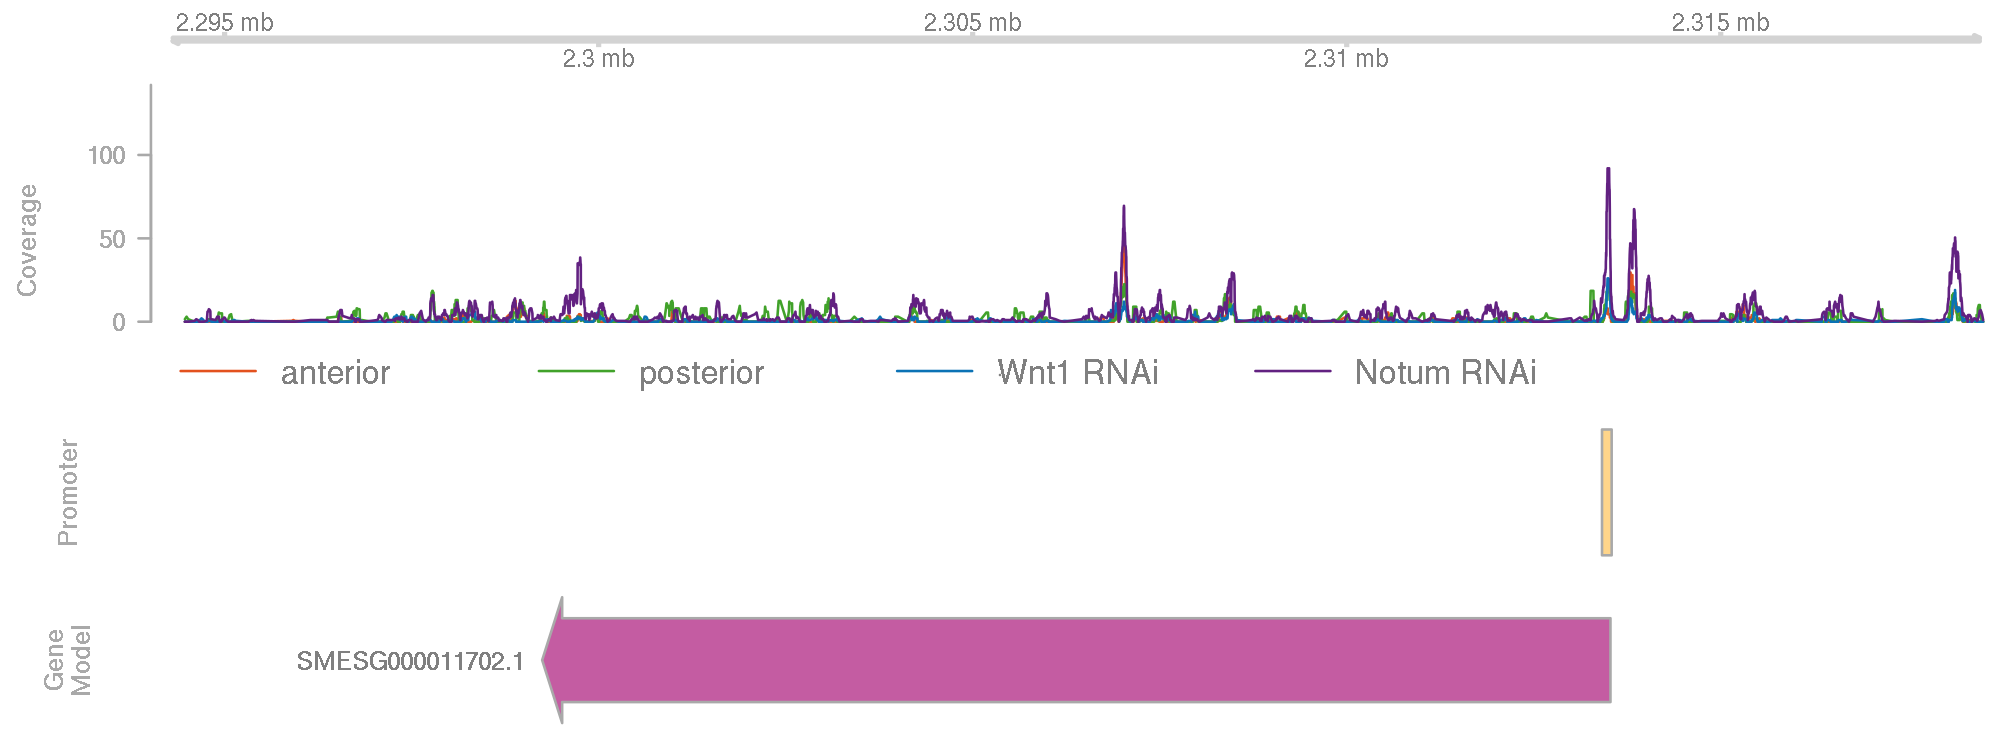 2.295 mb
2.305 mb
2.315 mb
2.3 mb
2.31 mb
Coverage
100
50
0
anterior
posterior
Wnt1 RNAi
Notum RNAi
Promoter
Gene
Model
SMESG000011702.1